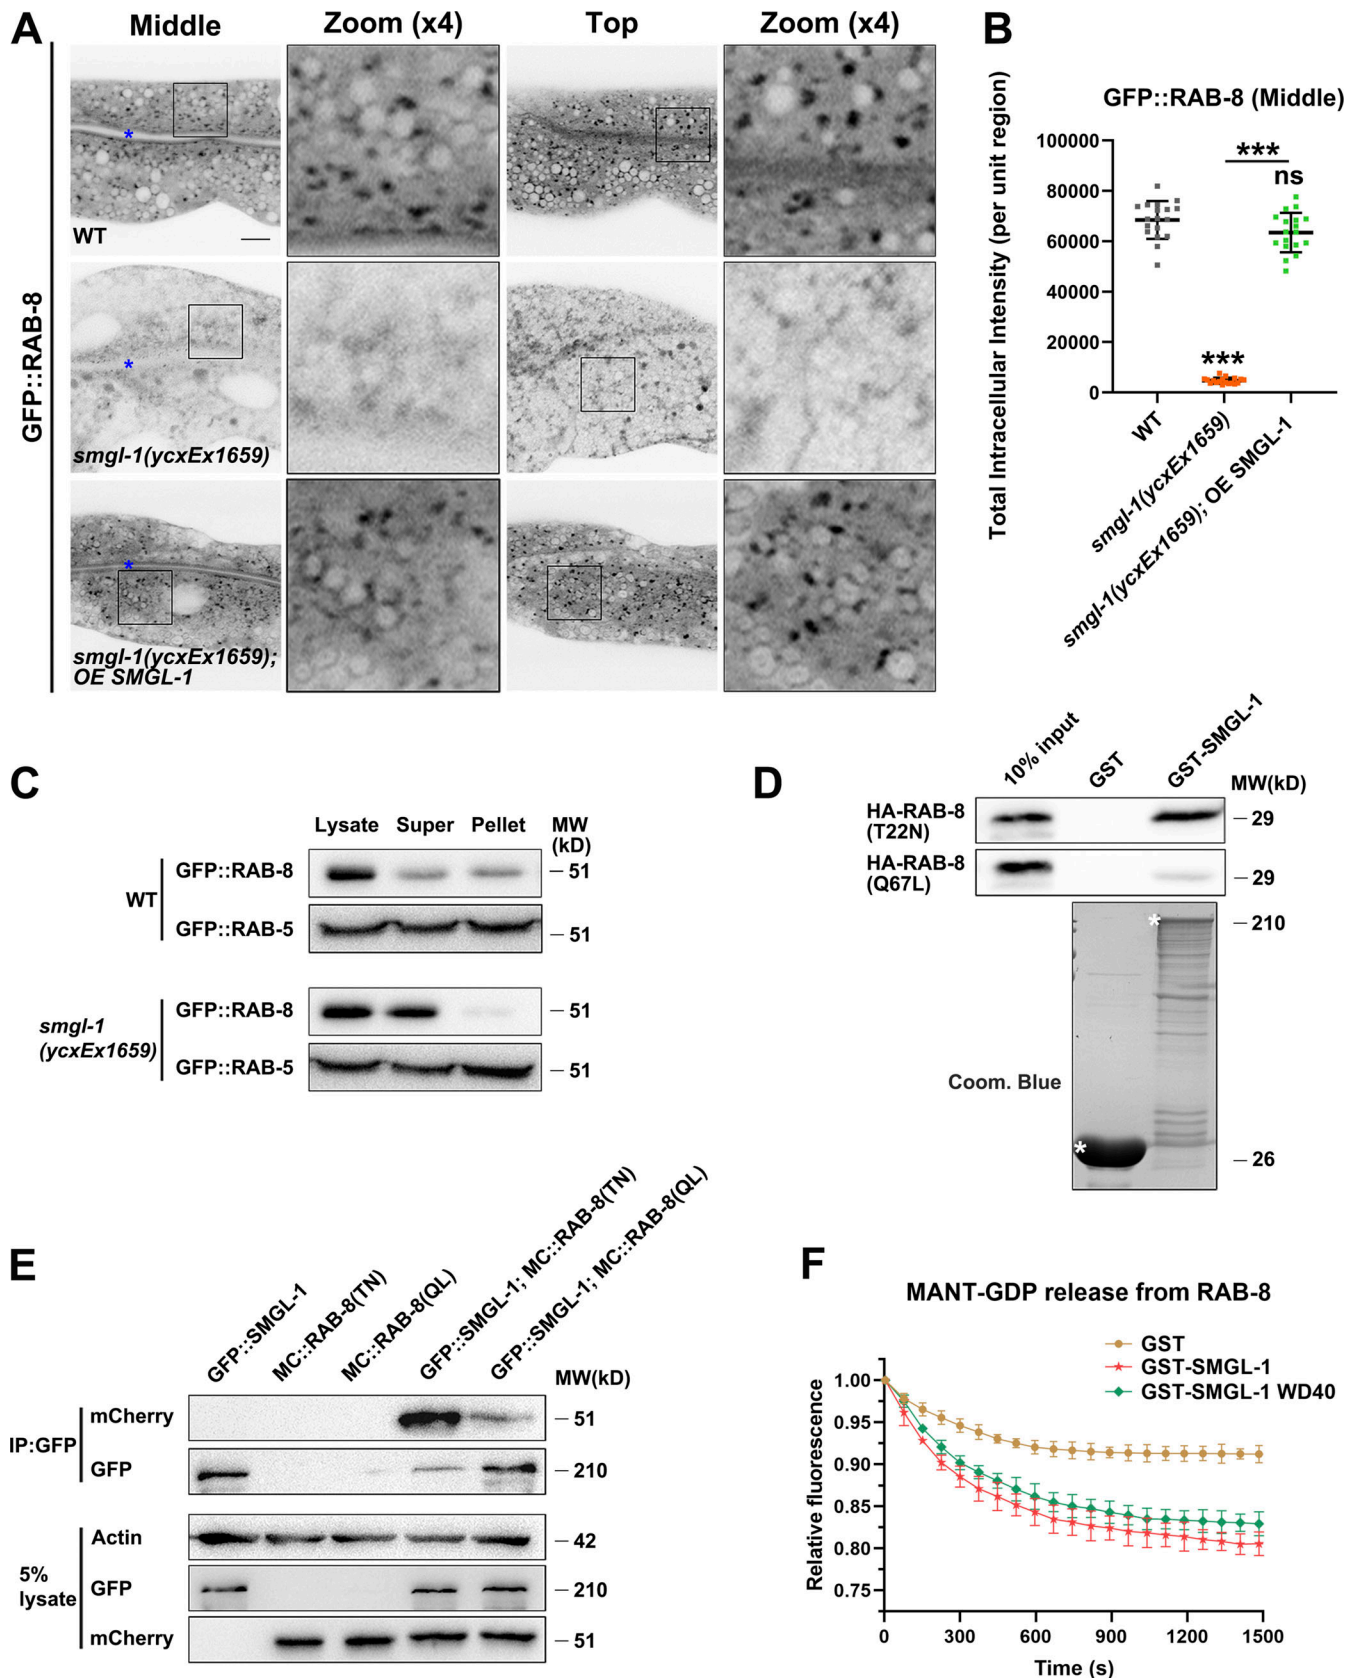 A
Middle
Zoom (x4)
Top
Zoom (x4)
GFP::RAB-8
*
WT
*
smgl-1(ycxEx1659)
*
smgl-1(ycxEx1659);
OE SMGL-1
B
GFP::RAB-8 (Middle)
Total Intracellular Intensity (per unit region)
100000
80000
60000
40000
20000
0
***
ns
***
WT
smgl-1(ycxEx1659)
smgl-1(ycxEx1659); OE SMGL-1
C
Lysate Super Pellet MW
(kD)
WT
GFP::RAB-8
51
GFP::RAB-5
51
smgl-1
(ycxEx1659)
GFP::RAB-8
51
GFP::RAB-5
51
D
10% input
GST
GST-SMGL-1
MW(kD)
HA-RAB-8
(T22N)
29
HA-RAB-8
(Q67L)
29
*
210
Coom. Blue
*
26
E
GFP::SMGL-1
MC::RAB-8(TN)
MC::RAB-8(QL)
GFP::SMGL-1; MC::RAB-8(TN)
GFP::SMGL-1; MC::RAB-8(QL)
MW(kD)
IP:GFP
mCherry
51
GFP
210
5%
lysate
Actin
42
GFP
210
mCherry
51
F
MANT-GDP release from RAB-8
GST
GST-SMGL-1
GST-SMGL-1 WD40
Relative fluorescence
1.00
0.95
0.90
0.85
0.80
0.75
0 300 600 900 1200 1500
Time (s)